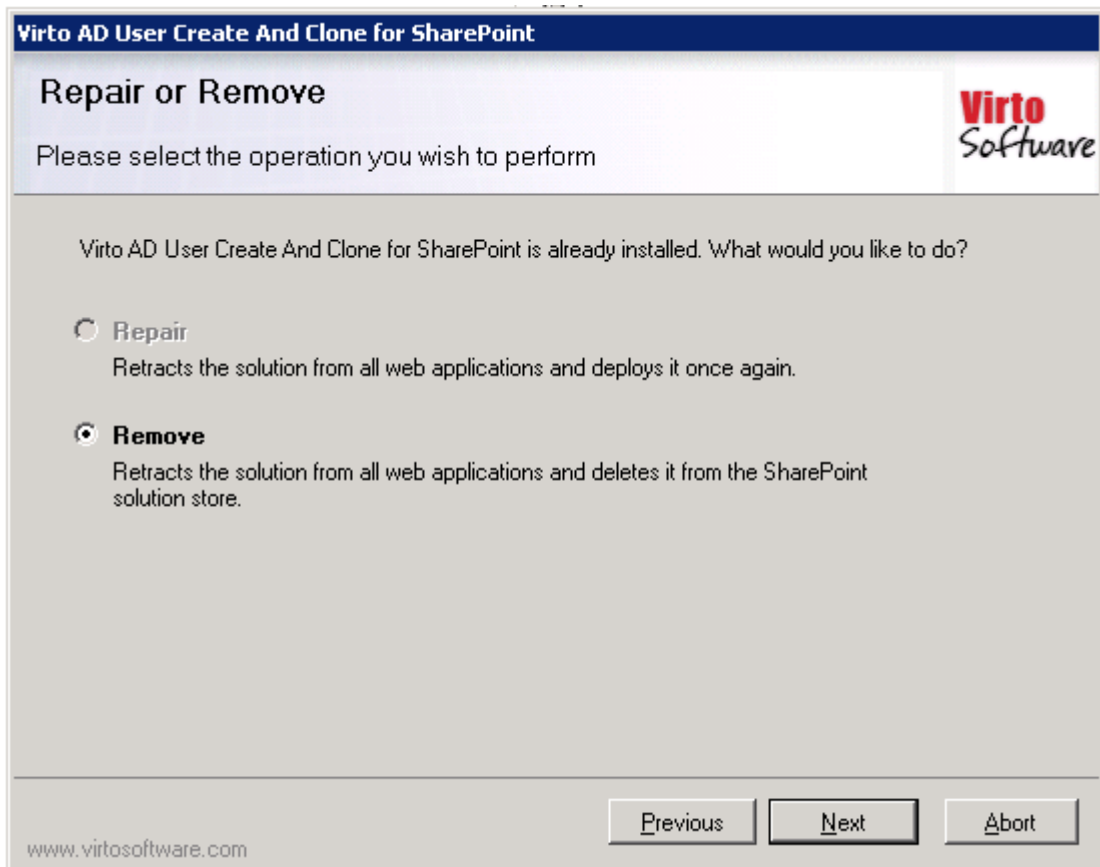 Virto AD User Create And Clone for SharePoint
Repair or Remove
Please select the operation you wish to perform
Virto
Software
Virto AD User Create And Clone for SharePoint is already installed. What would you like to do?
Repair
Retracts the solution from all web applications and deploys it once again.
Remove
Retracts the solution from all web applications and deletes it from the SharePoint
solution store.
Previous
Next
Abort
www.virtosoftware.com